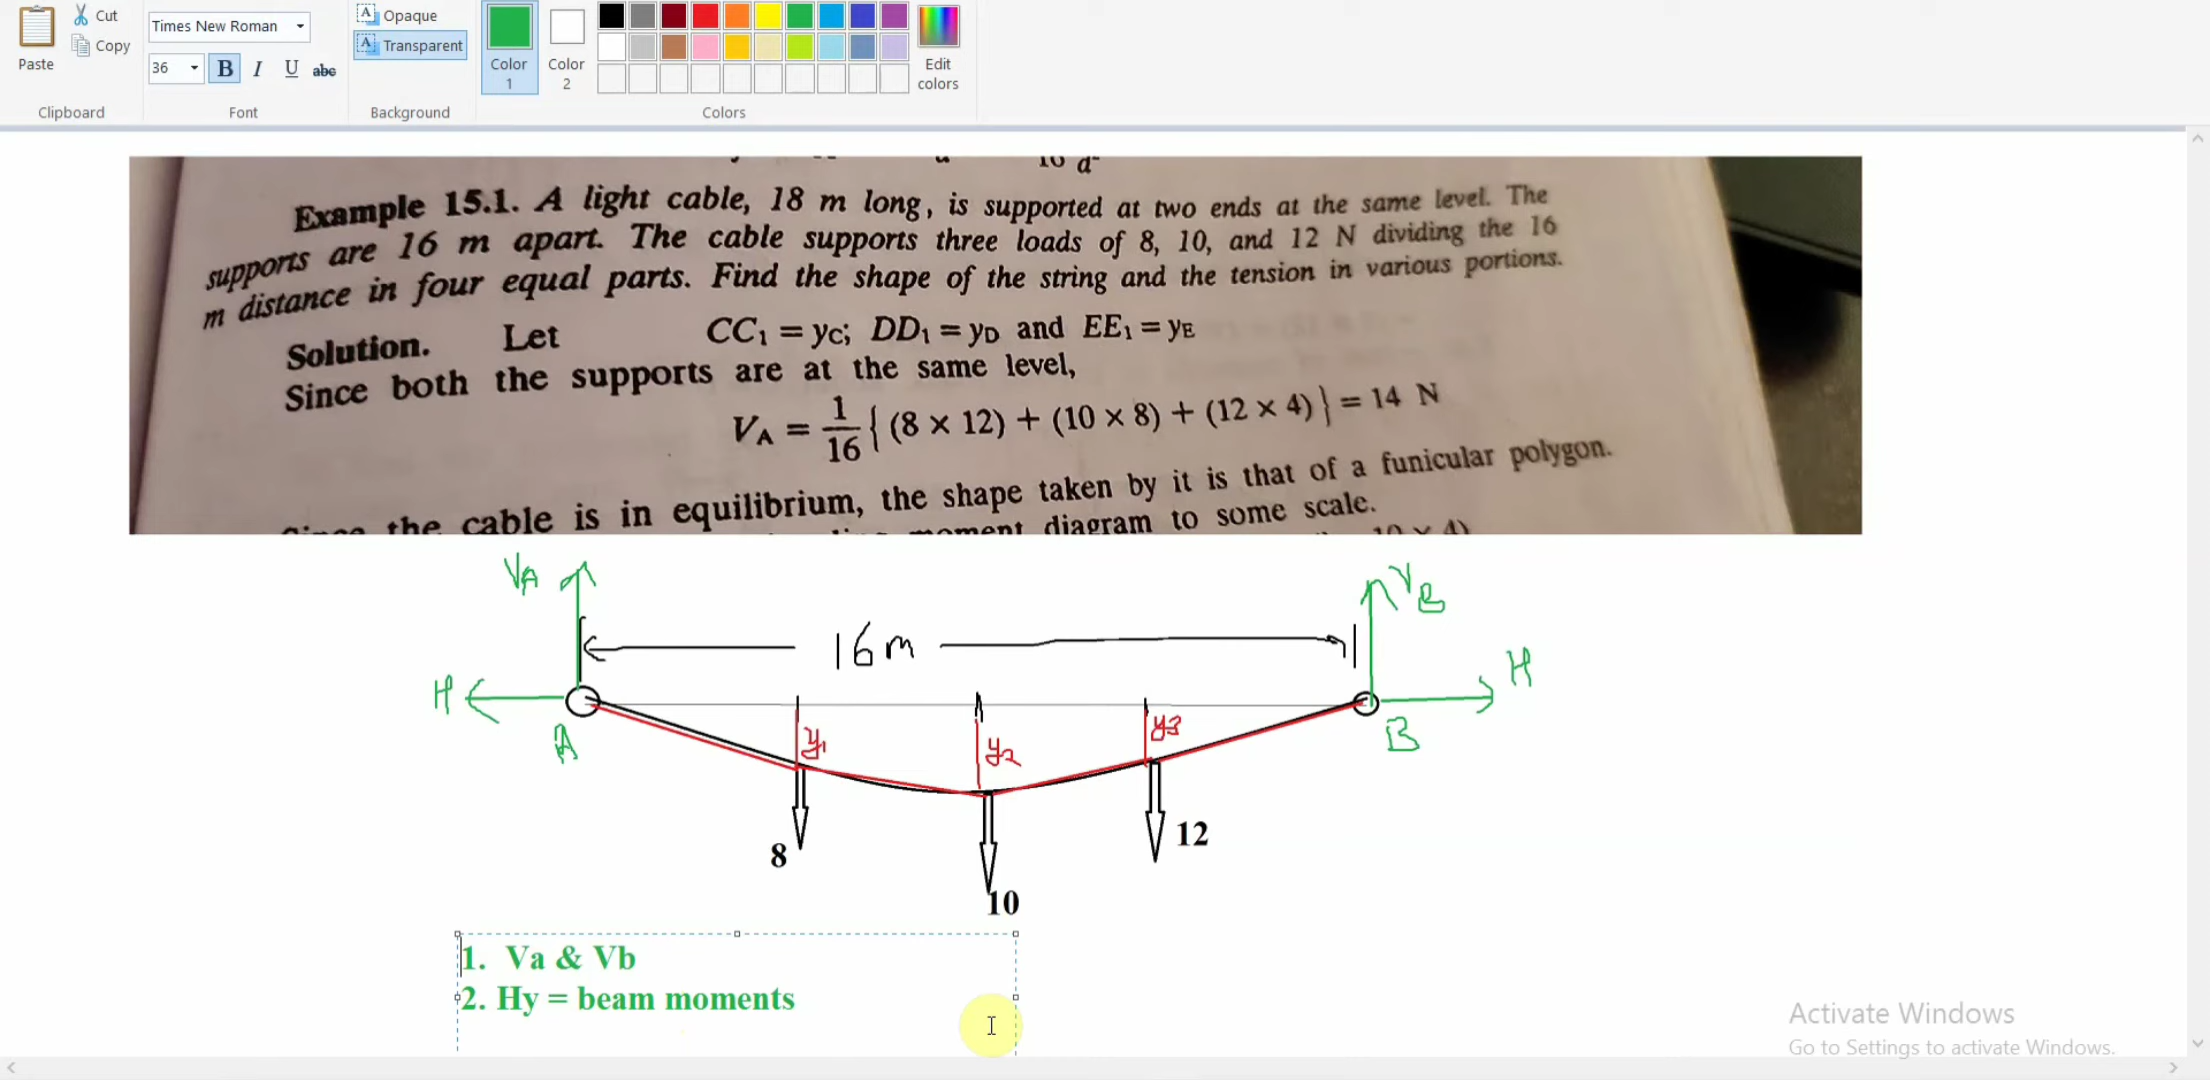 Cut
Copy
Paste
Clipboard
Times New Roman
36
B I U abc
Font
Opaque
Transparent
Background
Color 1
Color 2
Edit colors
Colors
10 d²
Example 15.1. A light cable, 18 m long, is supported at two ends at the same level. The
supports are 16 m apart. The cable supports three loads of 8, 10, and 12 N dividing the 16
m distance in four equal parts. Find the shape of the string and the tension in various portions.
Solution. Let CC₁ = yC; DD₁ = yD and EE₁ = yE
Since both the supports are at the same level,
VA = 1/16 { (8 × 12) + (10 × 8) + (12 × 4) } = 14 N
the cable is in equilibrium, the shape taken by it is that of a funicular polygon.
moment diagram to some scale.
10 × 4)
VA
VB
16 m
H
H
A
B
y1
y2
y3
8
10
12
1. Va & Vb
2. Hy = beam moments
Activate Windows
Go to Settings to activate Windows.